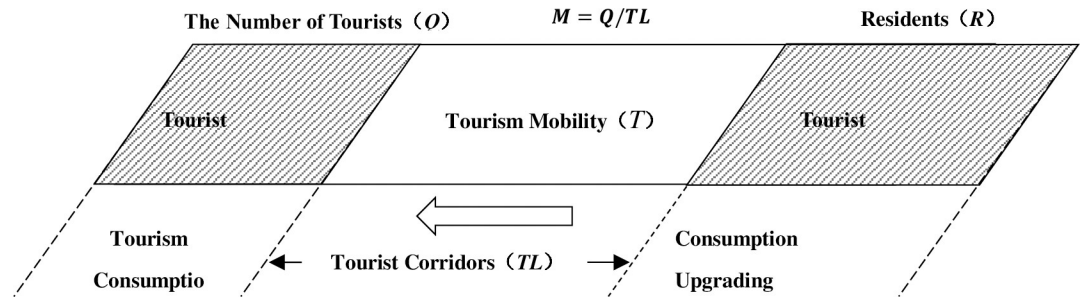 The Number of Tourists（Q）
M = Q/TL
Residents（R）
Tourist
Tourism Mobility（T）
Tourist
Tourism
Consumptio
Tourist Corridors（TL）
Consumption
Upgrading